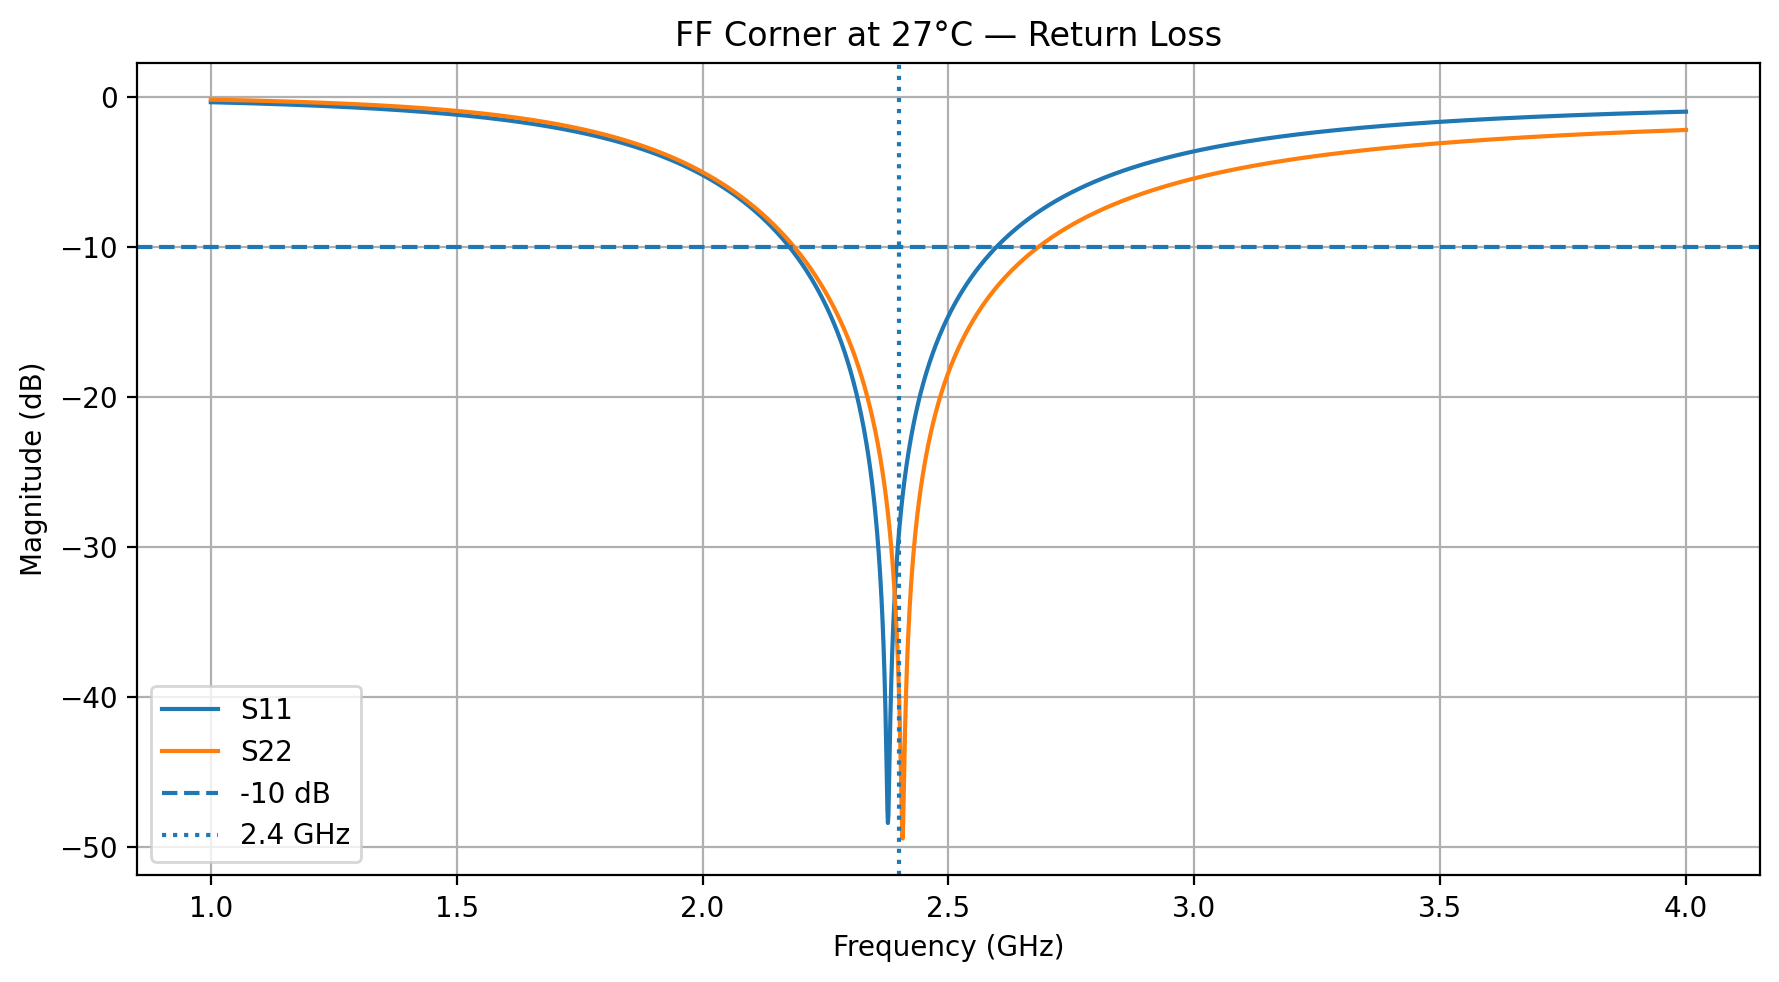 FF Corner at 27°C — Return Loss
Magnitude (dB)
0
−10
−20
−30
−40
−50
S11
S22
-10 dB
2.4 GHz
1.0 1.5 2.0 2.5 3.0 3.5 4.0
Frequency (GHz)